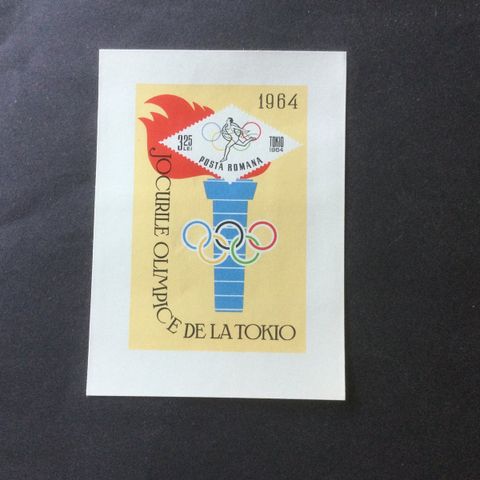 1964
3.25
LEI
TOKIO
1964
POSTA ROMANA
JOCURILE OLIMPICE DE LA TOKIO